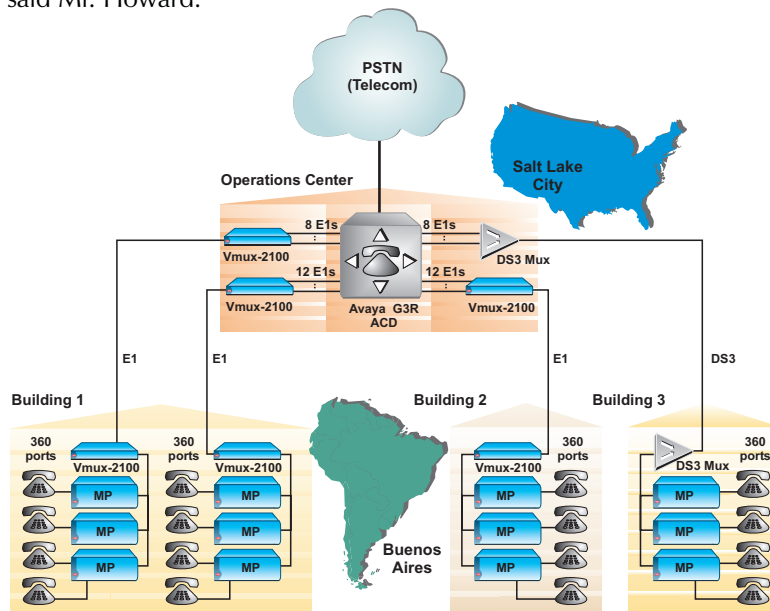 said Mr. Howard.
PSTN
(Telecom)
Salt Lake
City
Operations Center
8 E1s
8 E1s
Vmux-2100
DS3 Mux
12 E1s
12 E1s
Vmux-2100
Avaya G3R
ACD
Vmux-2100
E1
E1
E1
DS3
Building 1
Building 2
Building 3
360
ports
360
ports
360
ports
360
ports
Vmux-2100
Vmux-2100
Vmux-2100
DS3 Mux
MP
MP
MP
MP
MP
MP
MP
MP
MP
MP
MP
MP
Buenos
Aires